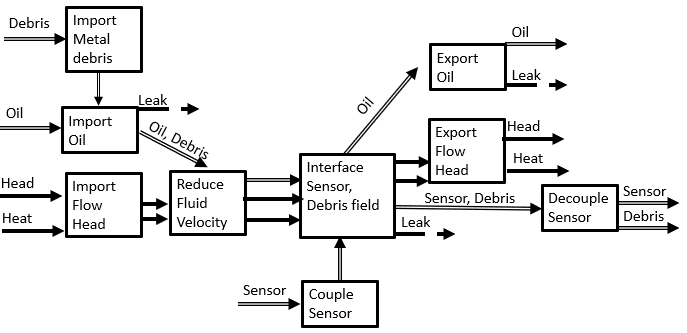 Debris
Import
Metal
debris
Oil
Import
Oil
Leak
Oil, Debris
Head
Heat
Import
Flow
Head
Reduce
Fluid
Velocity
Interface
Sensor,
Debris field
Oil
Export
Oil
Oil
Leak
Export
Flow
Head
Head
Heat
Sensor, Debris
Leak
Decouple
Sensor
Sensor
Debris
Sensor
Couple
Sensor